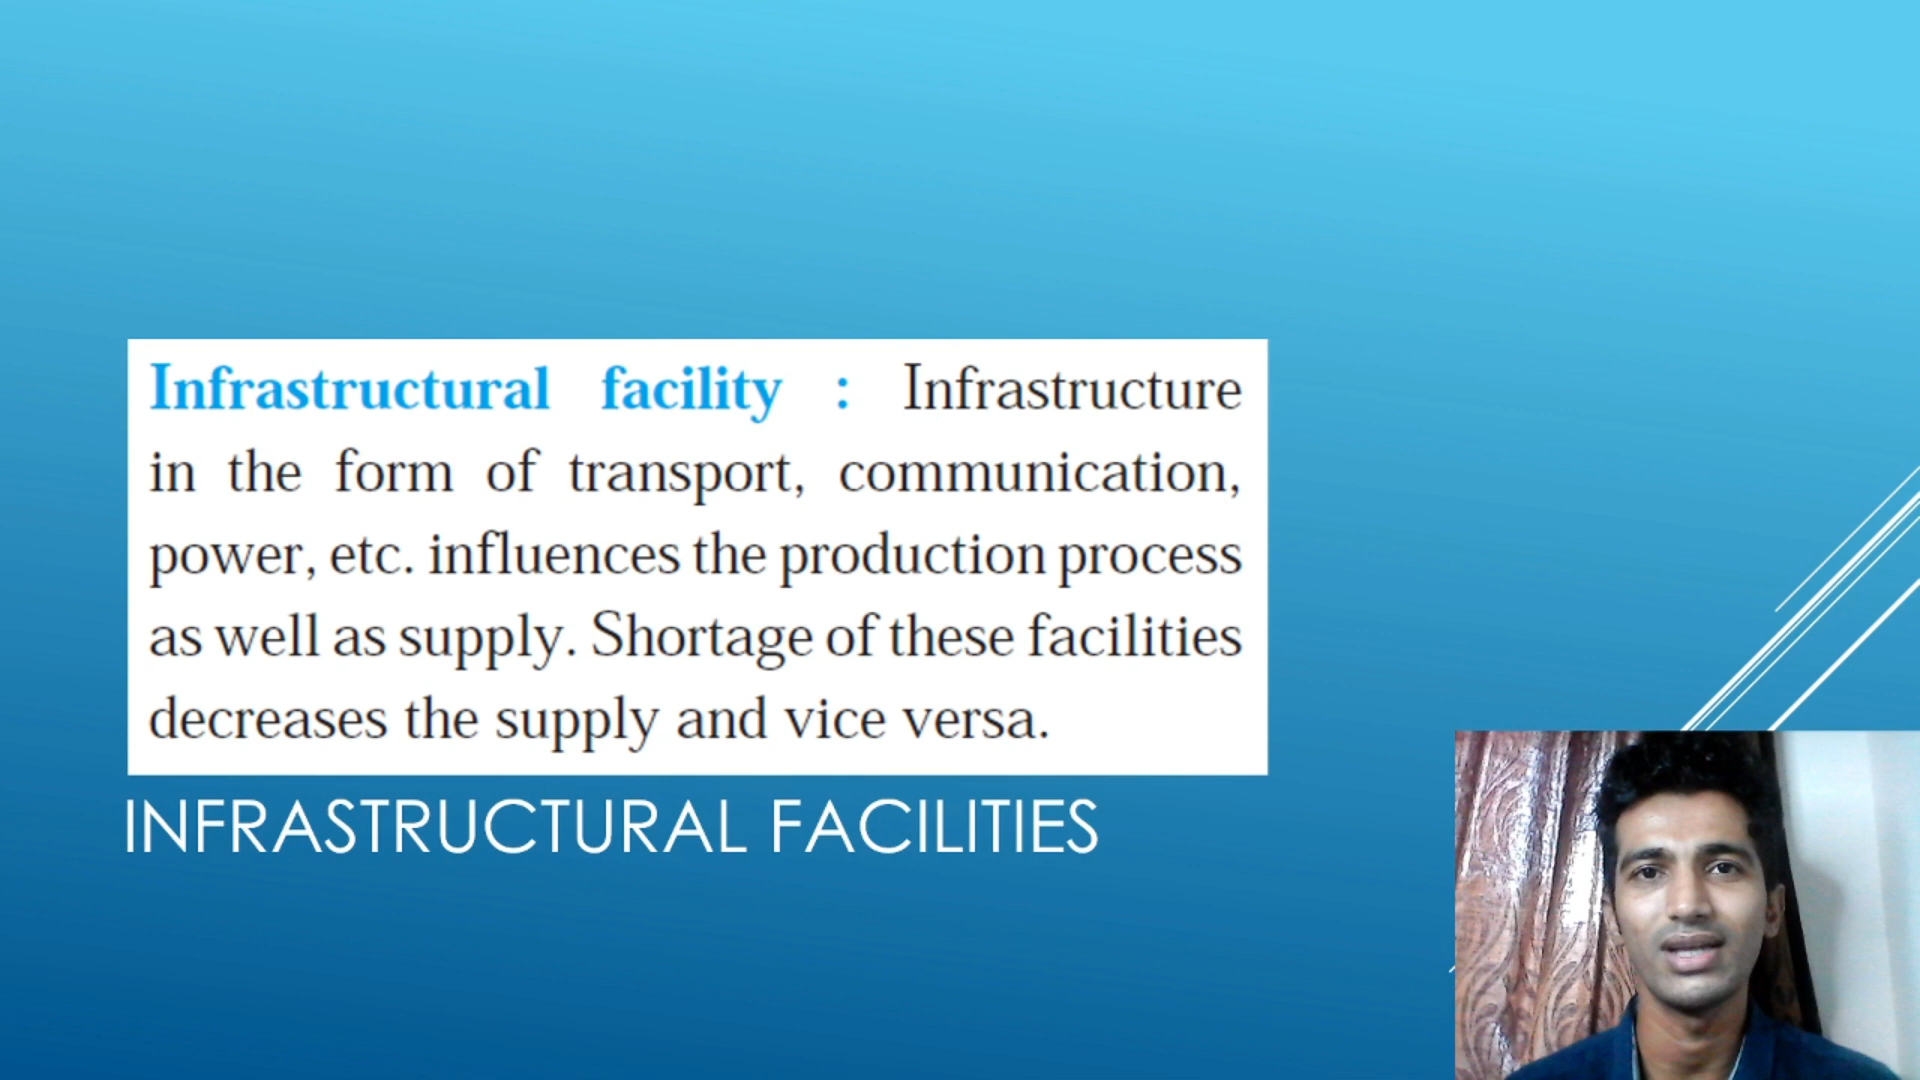 Infrastructural facility : Infrastructure
in the form of transport, communication,
power, etc. influences the production process
as well as supply. Shortage of these facilities
decreases the supply and vice versa.
INFRASTRUCTURAL FACILITIES